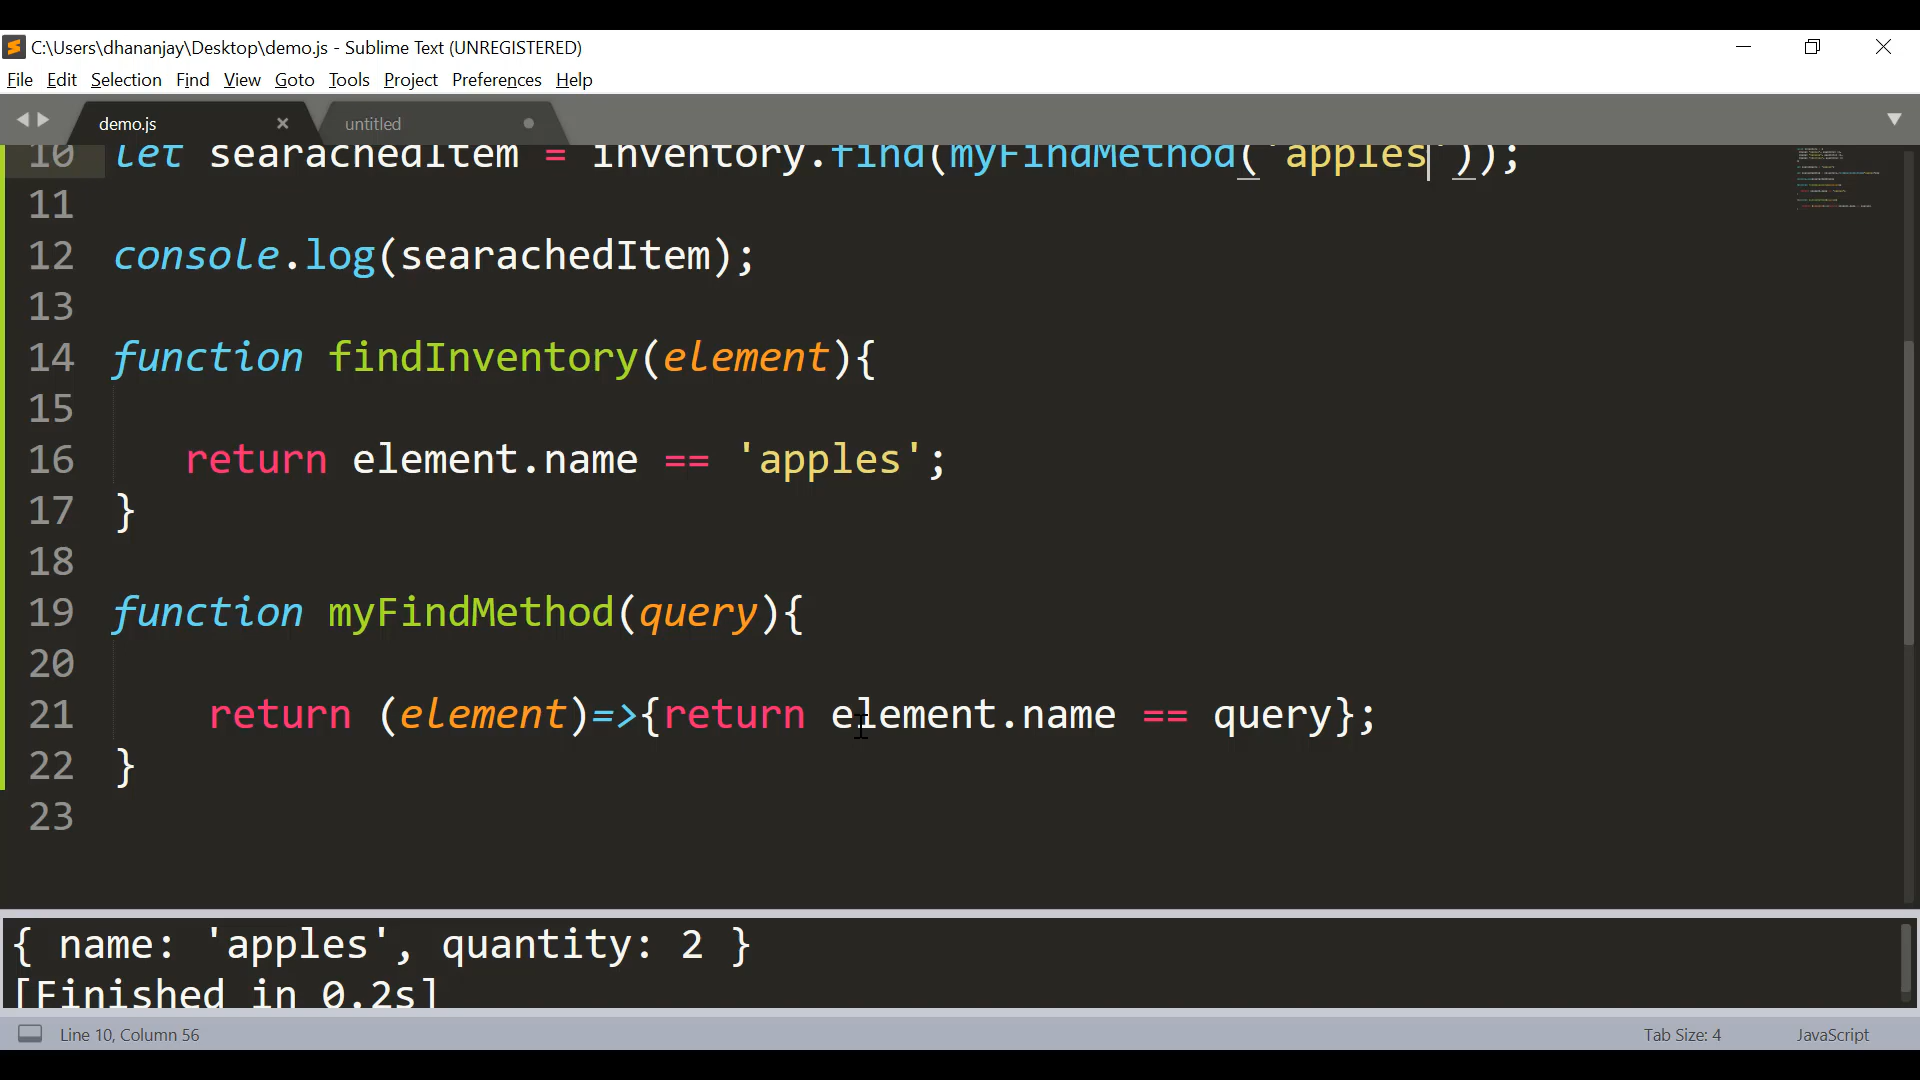 C:\Users\dhananjay\Desktop\demo.js - Sublime Text (UNREGISTERED)
File Edit Selection Find View Goto Tools Project Preferences Help
demo.js untitled
10 let searachedItem = inventory.find(myFindMethod('apples'));
11
12 console.log(searachedItem);
13
14 function findInventory(element){
15
16 return element.name == 'apples';
17 }
18
19 function myFindMethod(query){
20
21 return (element)=>{return element.name == query};
22 }
23
{ name: 'apples', quantity: 2 }
[Finished in 0.2s]
Line 10, Column 56 Tab Size: 4 JavaScript